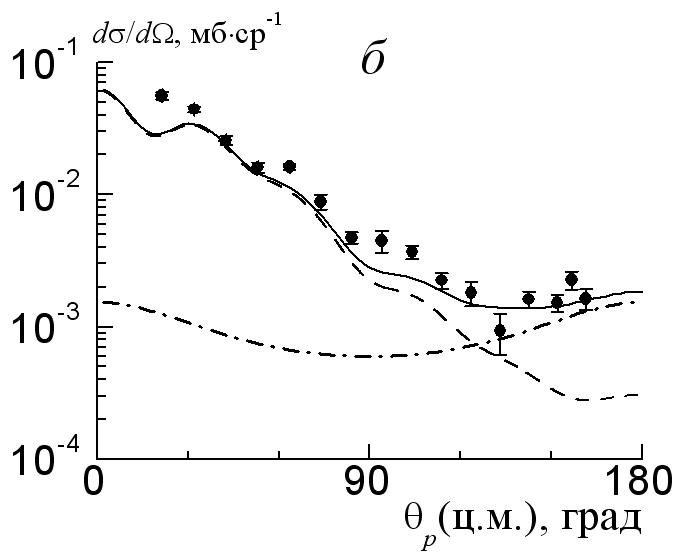 dσ/dΩ, мб·ср⁻¹
б
10⁻¹
10⁻²
10⁻³
10⁻⁴
0 90 180
θₚ(ц.м.), град